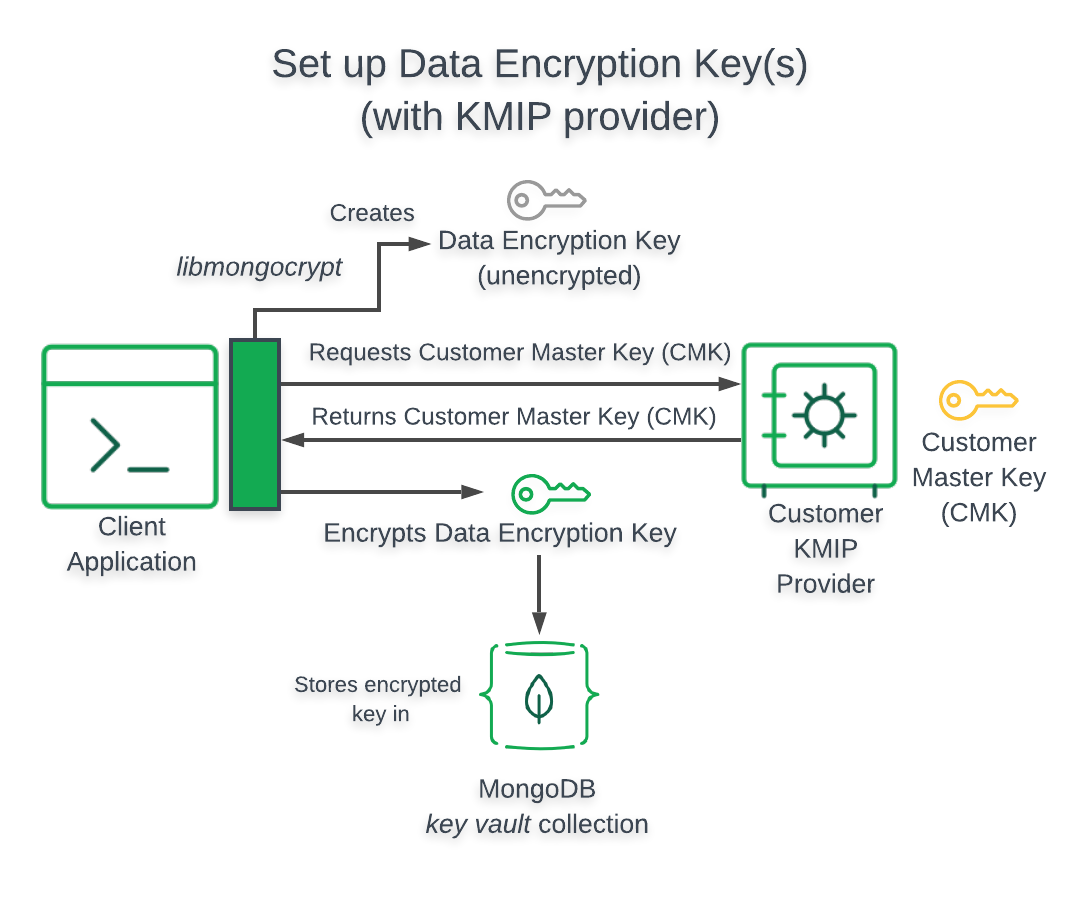 Set up Data Encryption Key(s)
(with KMIP provider)
Creates
Data Encryption Key
(unencrypted)
libmongocrypt
Requests Customer Master Key (CMK)
Returns Customer Master Key (CMK)
Customer
Master Key
(CMK)
Client
Application
Encrypts Data Encryption Key
Customer
KMIP
Provider
Stores encrypted
key in
MongoDB
key vault collection